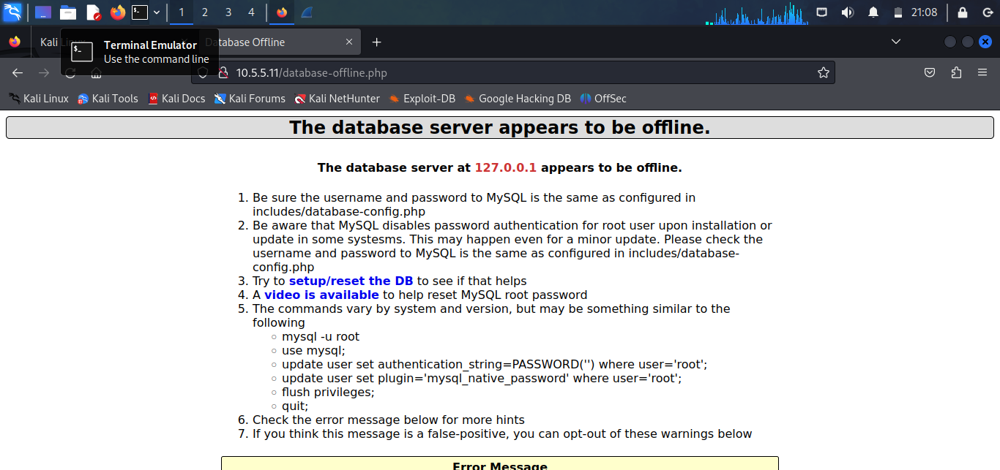 1 2 3 4 21:08
Kali Li Database Offline
Terminal Emulator
Use the command line
10.5.5.11/database-offline.php
Kali Linux Kali Tools Kali Docs Kali Forums Kali NetHunter Exploit-DB Google Hacking DB OffSec
The database server appears to be offline.
The database server at 127.0.0.1 appears to be offline.
1. Be sure the username and password to MySQL is the same as configured in
includes/database-config.php
2. Be aware that MySQL disables password authentication for root user upon installation or
update in some systesms. This may happen even for a minor update. Please check the
username and password to MySQL is the same as configured in includes/database-
config.php
3. Try to setup/reset the DB to see if that helps
4. A video is available to help reset MySQL root password
5. The commands vary by system and version, but may be something similar to the
following
◦ mysql -u root
◦ use mysql;
◦ update user set authentication_string=PASSWORD('') where user='root';
◦ update user set plugin='mysql_native_password' where user='root';
◦ flush privileges;
◦ quit;
6. Check the error message below for more hints
7. If you think this message is a false-positive, you can opt-out of these warnings below
Error Message